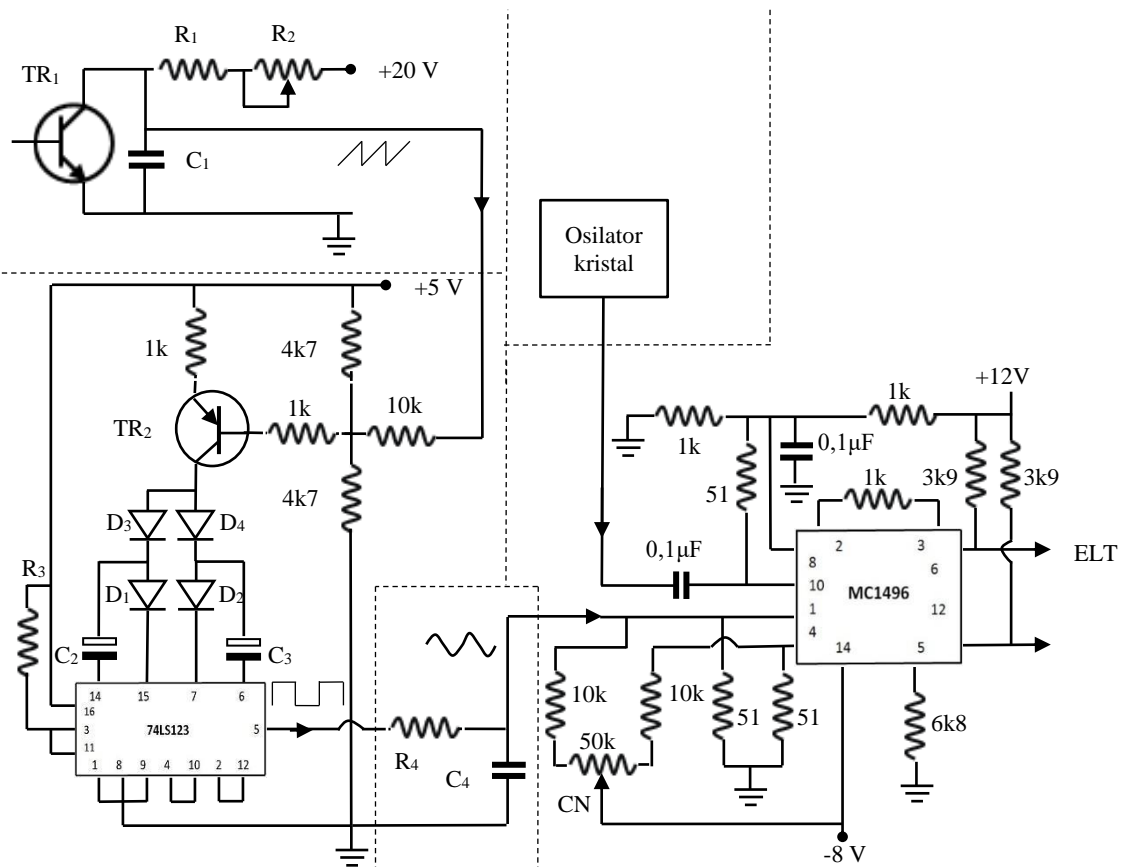 R1
R2
TR1
+20 V
C1
Osilator
kristal
+5 V
1k
4k7
+12V
1k
TR2
1k
10k
1k
0,1µF
3k9
3k9
51
1k
4k7
D3
D4
0,1µF
2
3
8
6
ELT
R3
D1
D2
10
MC1496
1
12
4
C2
C3
14
5
14
15
7
6
10k
10k
51
51
6k8
16
3
74LS123
5
R4
50k
11
C4
1
8
9
4
10
2
12
CN
-8 V